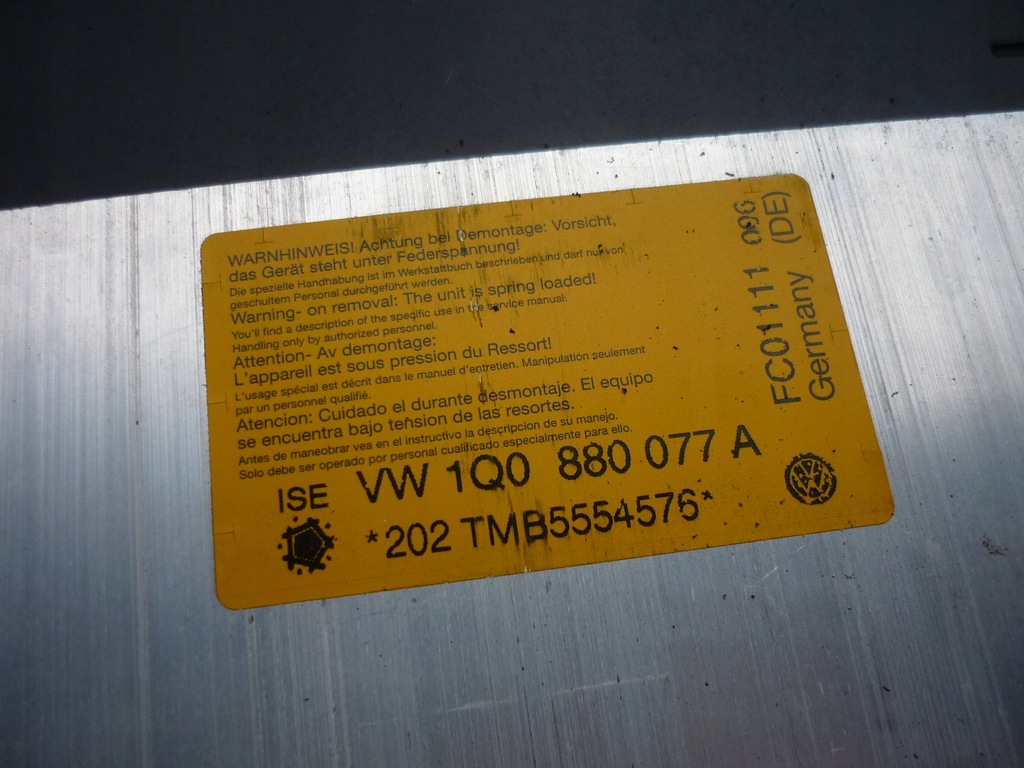 WARNHINWEIS! Achtung bei Demontage: Vorsicht,
das Gerät steht unter Federspannung!
Die spezielle Handhabung ist im Werkstattbuch beschrieben und darf nur von
geschultem Personal durchgeführt werden.
Warning- on removal: The unit is spring loaded!
You'll find a description of the specific use in the service manual.
Handling only by authorized personnel.
Attention- Av demontage:
L'appareil est sous pression du Ressort!
L'usage spécial est décrit dans le manuel d'entretien. Manipulation seulement
par un personnel qualifié.
Atencion: Cuidado el durante desmontaje. El equipo
se encuentra bajo tehsion de las resortes.
Antes de maneobrar vea en el instructivo la descripcion de su manejo.
Solo debe ser operado por personal cualificado especialmente para ello.
ISE VW 1Q0 880 077 A
*202 TMB5554576*
FC01111 006
Germany (DE)